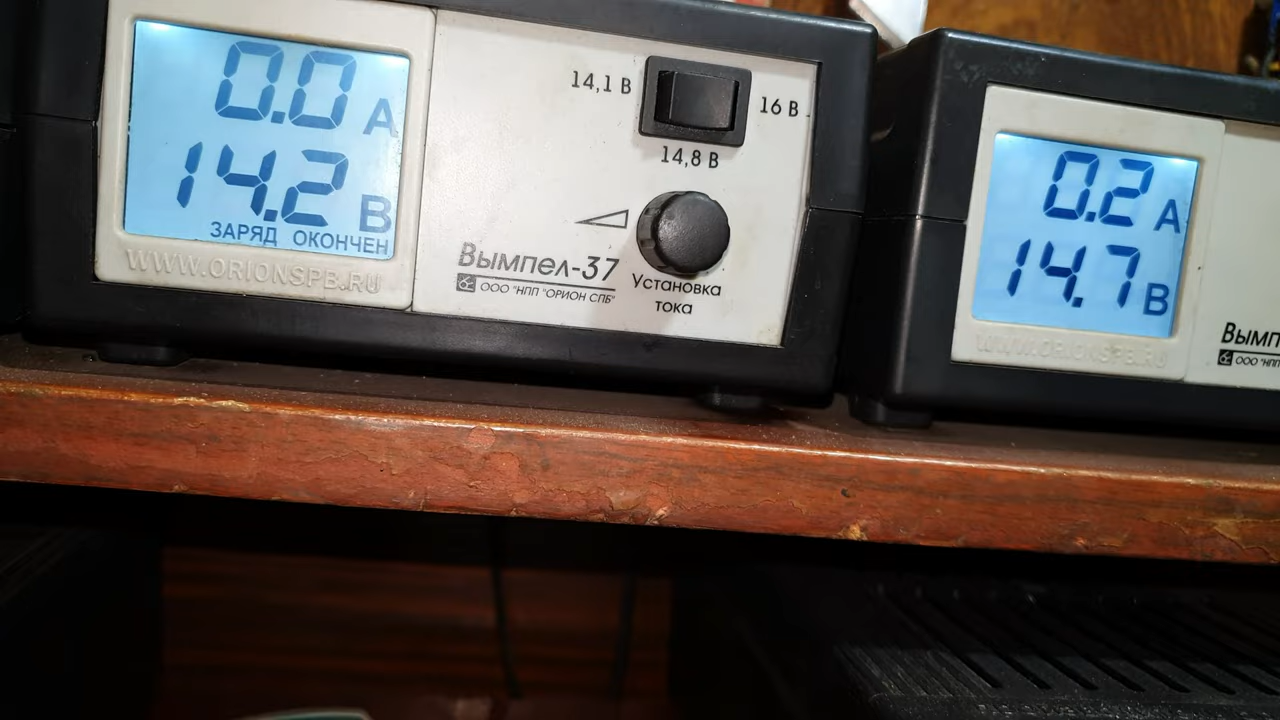 0.0 А
14.2 В
ЗАРЯД ОКОНЧЕН
WWW.ORIONSPB.RU
14,1 В
16 В
14,8 В
Вымпел-37
ООО "НПП "ОРИОН СПБ"
Установка
тока
0.2 А
14.7 В
WWW.ORIONSPB.RU
Вымп
ООО "НПП